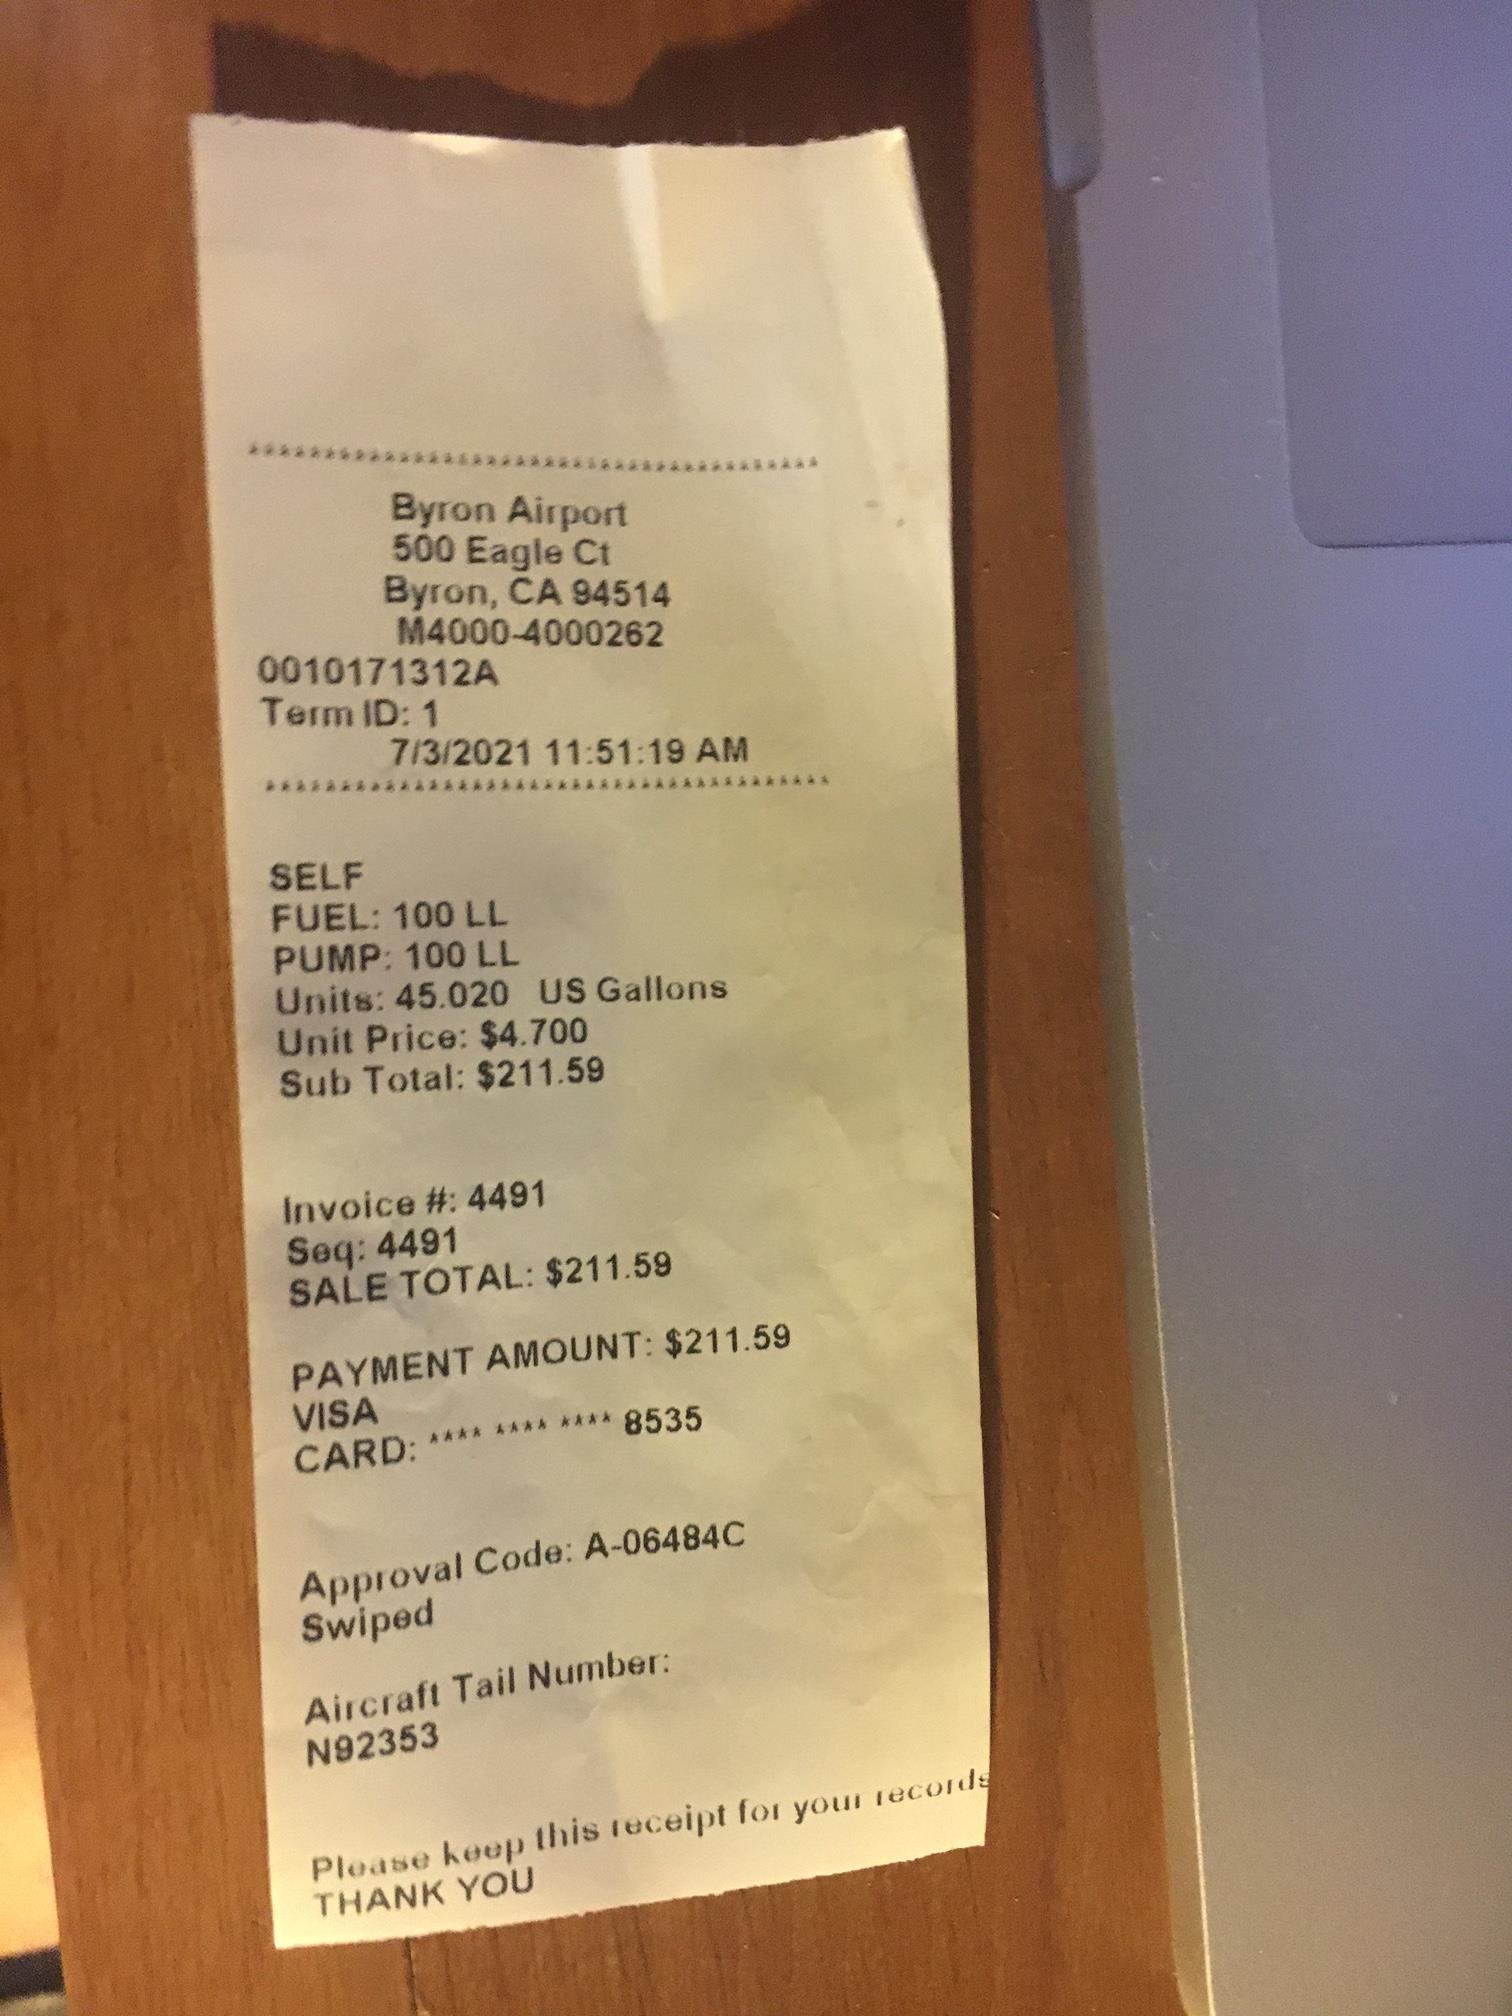 ****************************************
Byron Airport
500 Eagle Ct
Byron, CA 94514
M4000-4000262
0010171312A
Term ID: 1
7/3/2021 11:51:19 AM
****************************************
SELF
FUEL: 100 LL
PUMP: 100 LL
Units: 45.020 US Gallons
Unit Price: $4.700
Sub Total: $211.59
Invoice #: 4491
Seq: 4491
SALE TOTAL: $211.59
PAYMENT AMOUNT: $211.59
VISA
CARD: **** **** **** 8535
Approval Code: A-06484C
Swiped
Aircraft Tail Number:
N92353
Please keep this receipt for your records
THANK YOU